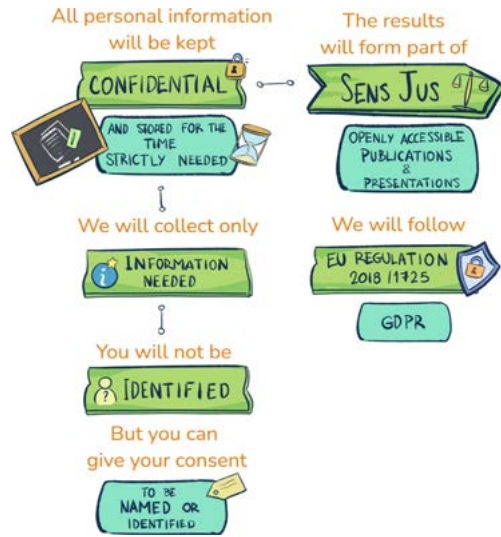 All personal information
will be kept
CONFIDENTIAL
AND STORED FOR THE
TIME
STRICTLY NEEDED
We will collect only
INFORMATION
NEEDED
You will not be
IDENTIFIED
But you can
give your consent
TO BE
NAMED OR
IDENTIFIED
The results
will form part of
SENS JUS
OPENLY ACCESSIBLE
PUBLICATIONS
&
PRESENTATIONS
We will follow
EU REGULATION
2018/1725
GDPR